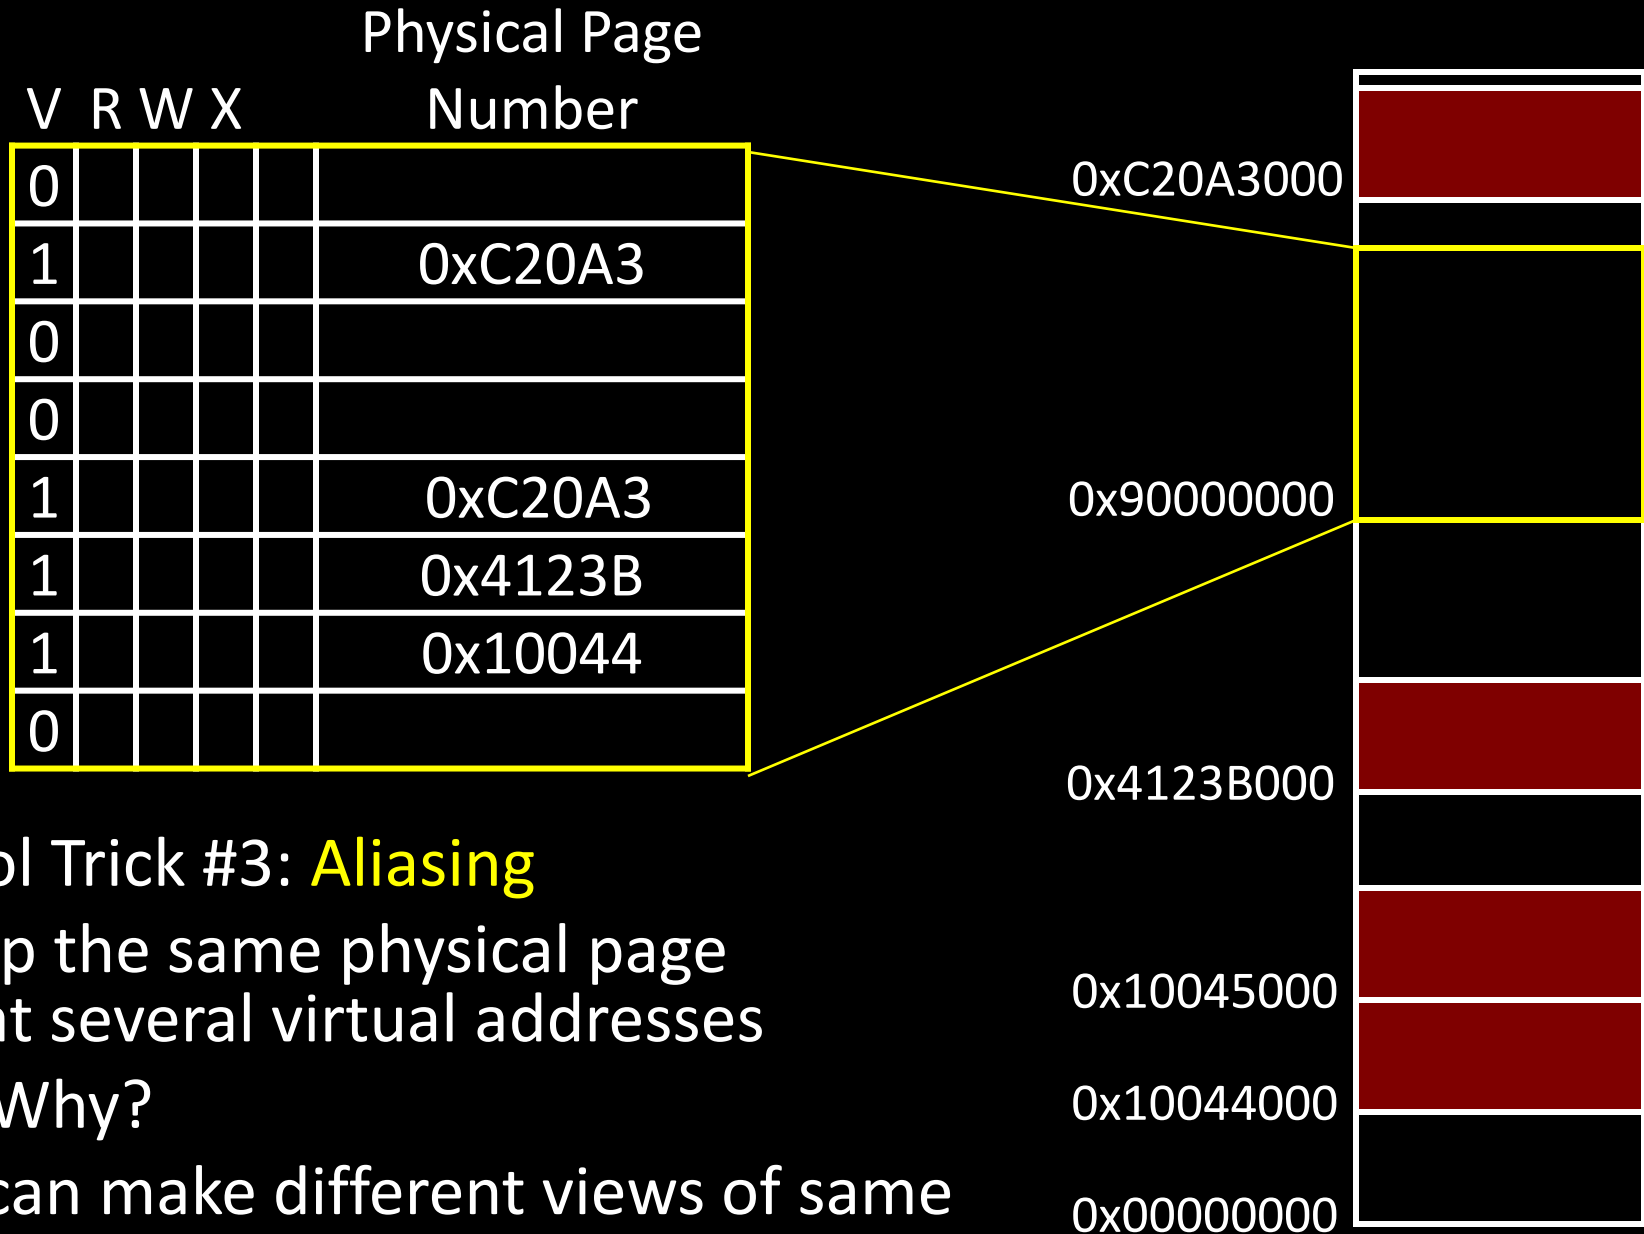 Physical Page
V R W X Number
0
1 0xC20A3
0
0
1 0xC20A3
1 0x4123B
1 0x10044
0
0xC20A3000
0x90000000
0x4123B000
0x10045000
0x10044000
0x00000000
ol Trick #3: Aliasing
p the same physical page
at several virtual addresses
Why?
can make different views of same